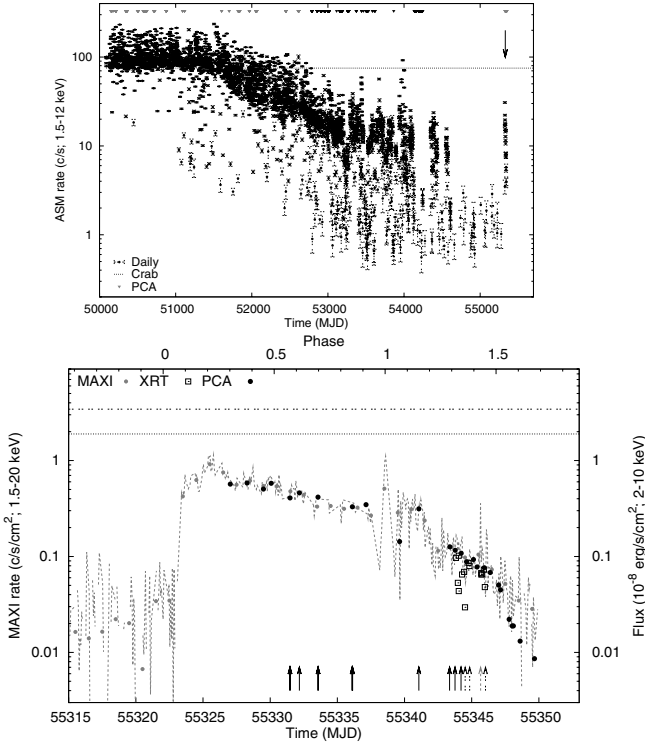 100
10
1
ASM rate (c/s; 1.5-12 keV)
Daily
Crab
PCA
50000 51000 52000 53000 54000 55000
Time (MJD)
Phase
0 0.5 1 1.5
MAXI XRT PCA
1
0.1
0.01
MAXI rate (c/s/cm²; 1.5-20 keV)
1
0.1
0.01
Flux (10⁻⁸ erg/s/cm²; 2-10 keV)
55315 55320 55325 55330 55335 55340 55345 55350
Time (MJD)